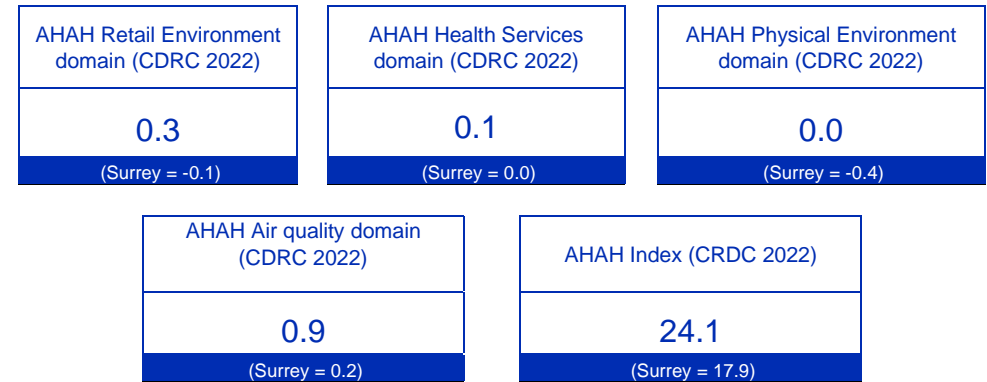 AHAH Retail Environment
domain (CDRC 2022)
0.3
(Surrey = -0.1)
AHAH Health Services
domain (CDRC 2022)
0.1
(Surrey = 0.0)
AHAH Physical Environment
domain (CDRC 2022)
0.0
(Surrey = -0.4)
AHAH Air quality domain
(CDRC 2022)
0.9
(Surrey = 0.2)
AHAH Index (CRDC 2022)
24.1
(Surrey = 17.9)